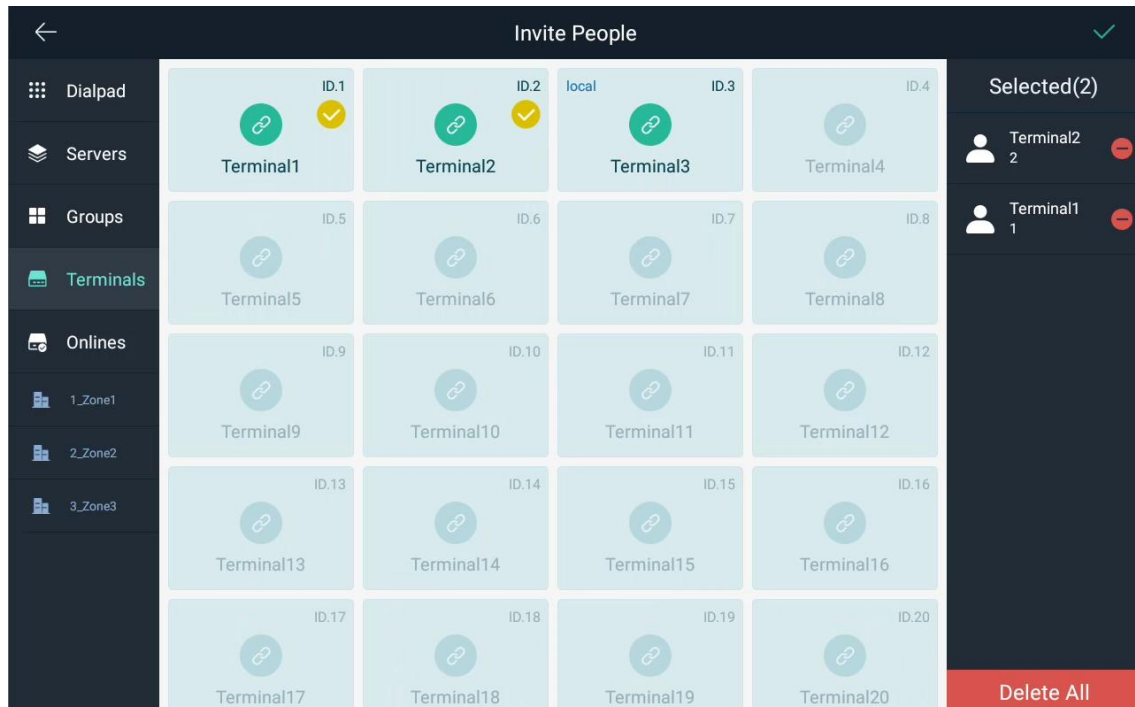 Invite People
Dialpad
Servers
Groups
Terminals
Onlines
1_Zone1
2_Zone2
3_Zone3
ID.1
Terminal1
ID.2
Terminal2
local ID.3
Terminal3
ID.4
Terminal4
ID.5
Terminal5
ID.6
Terminal6
ID.7
Terminal7
ID.8
Terminal8
ID.9
Terminal9
ID.10
Terminal10
ID.11
Terminal11
ID.12
Terminal12
ID.13
Terminal13
ID.14
Terminal14
ID.15
Terminal15
ID.16
Terminal16
ID.17
Terminal17
ID.18
Terminal18
ID.19
Terminal19
ID.20
Terminal20
Selected(2)
Terminal2
2
Terminal1
1
Delete All